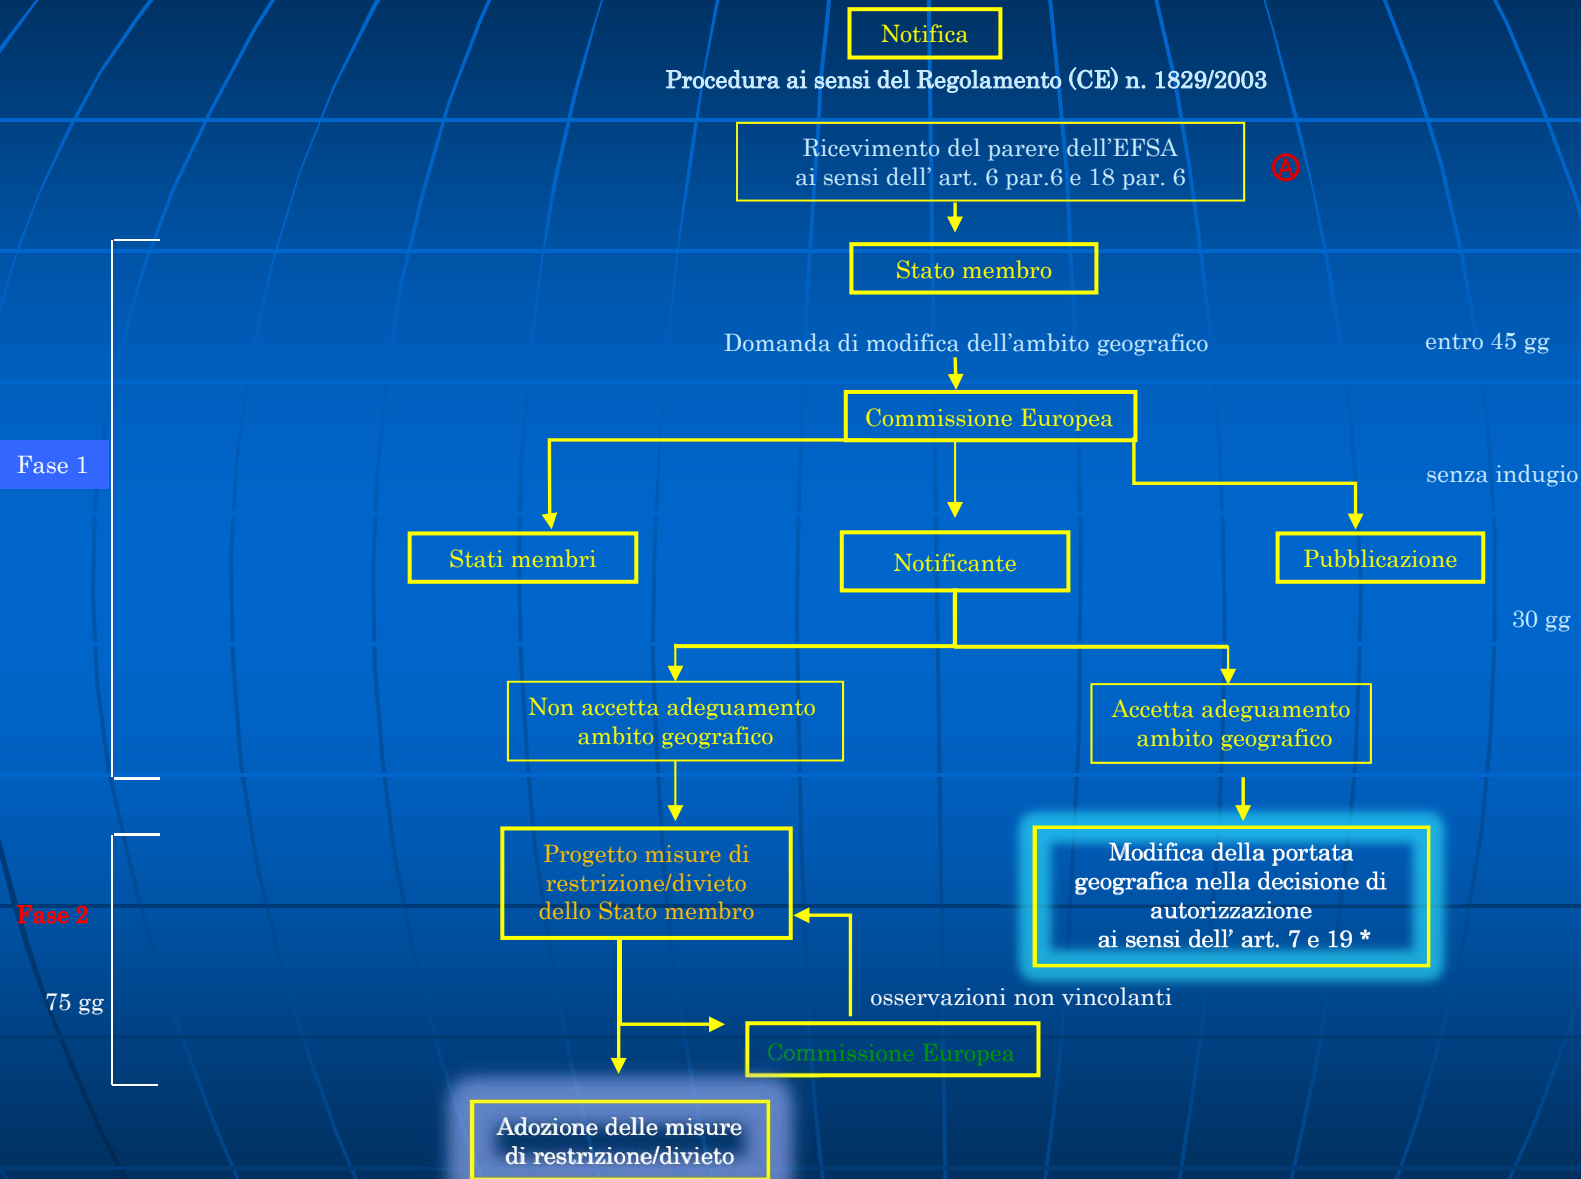 Notifica
Procedura ai sensi del Regolamento (CE) n. 1829/2003
Ricevimento del parere dell’EFSA
ai sensi dell’ art. 6 par.6 e 18 par. 6
A
Stato membro
Domanda di modifica dell’ambito geografico
entro 45 gg
Commissione Europea
Fase 1
senza indugio
Stati membri
Notificante
Pubblicazione
30 gg
Non accetta adeguamento
ambito geografico
Accetta adeguamento
ambito geografico
Progetto misure di
restrizione/divieto
dello Stato membro
Modifica della portata
geografica nella decisione di
autorizzazione
ai sensi dell’ art. 7 e 19 *
Fase 2
75 gg
osservazioni non vincolanti
Commissione Europea
Adozione delle misure
di restrizione/divieto